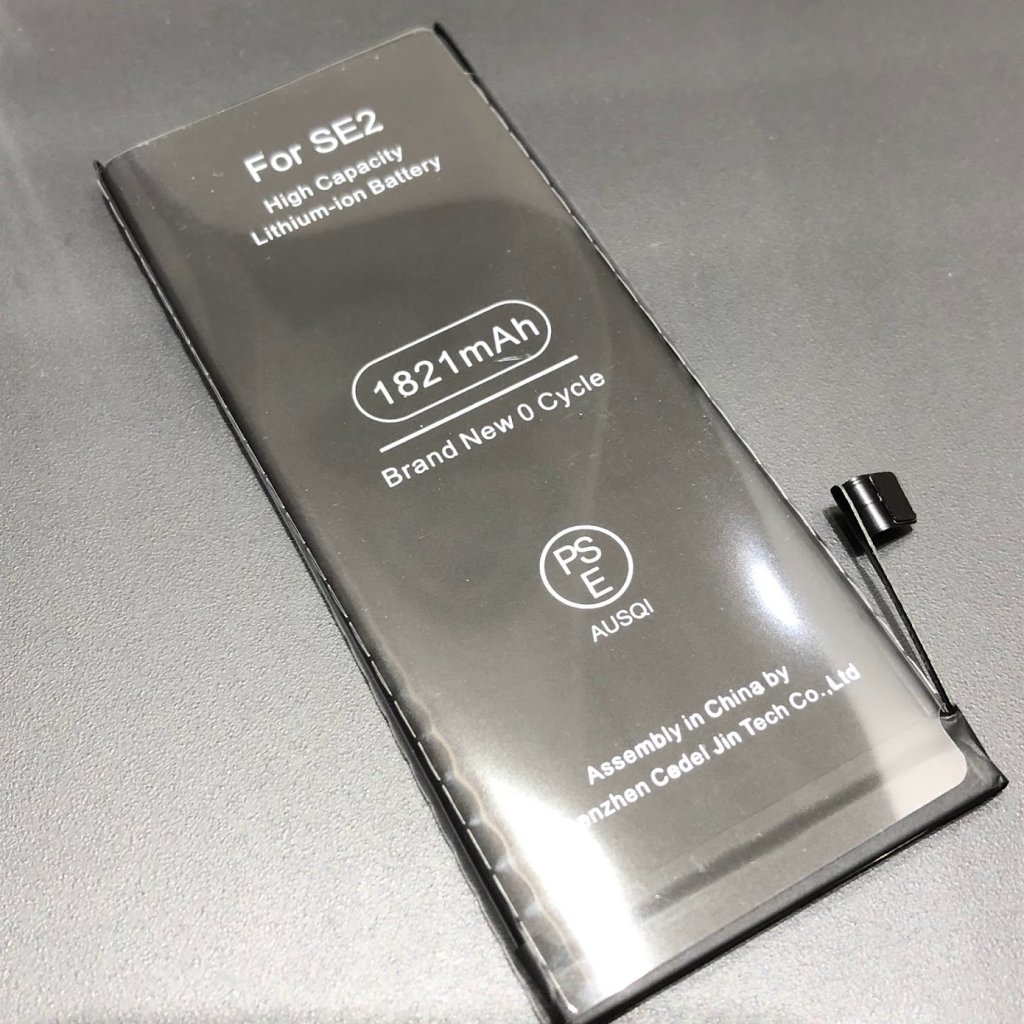 For SE2
High Capacity
Lithium-ion Battery
1821mAh
Brand New 0 Cycle
PS
E
AUSQI
Assembly in China by
Cedel Jin Tech Co.,Ltd